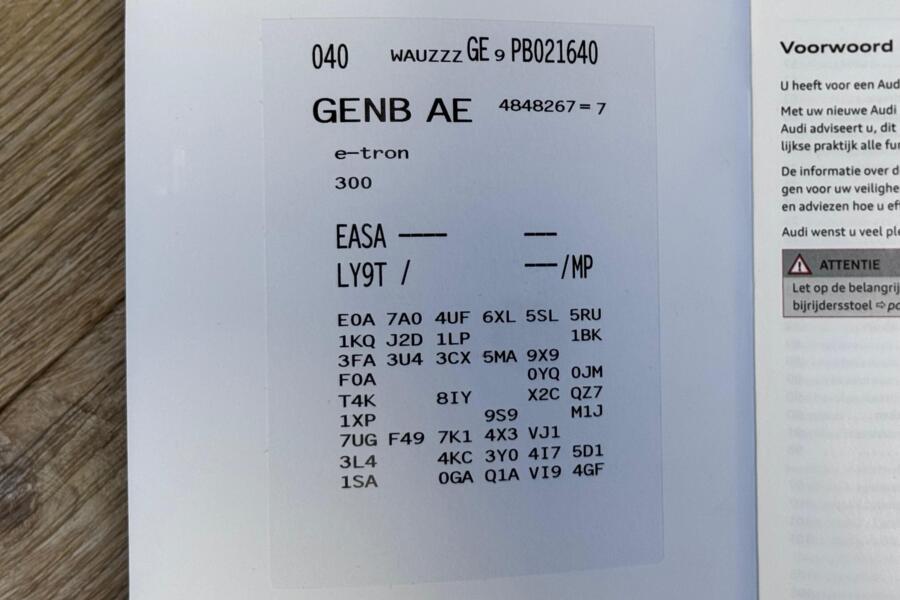 040 WAUZZZ GE 9 PB021640
GENB AE 4848267=7
e-tron
300
EASA ---- ---
LY9T / ---/MP
E0A 7A0 4UF 6XL 5SL 5RU
1KQ J2D 1LP 1BK
3FA 3U4 3CX 5MA 9X9
F0A 0YQ 0JM
T4K 8IY X2C QZ7
1XP 9S9 M1J
7UG F49 7K1 4X3 VJ1
3L4 4KC 3Y0 4I7 5D1
1SA 0GA Q1A VI9 4GF
Voorwoord
U heeft voor een Aud
Met uw nieuwe Audi
Audi adviseert u, dit
lijkse praktijk alle fu
De informatie over d
gen voor uw veilighe
en adviezen hoe u ef
Audi wenst u veel ple
ATTENTIE
Let op de belangrij
bijrijdersstoel ⇨